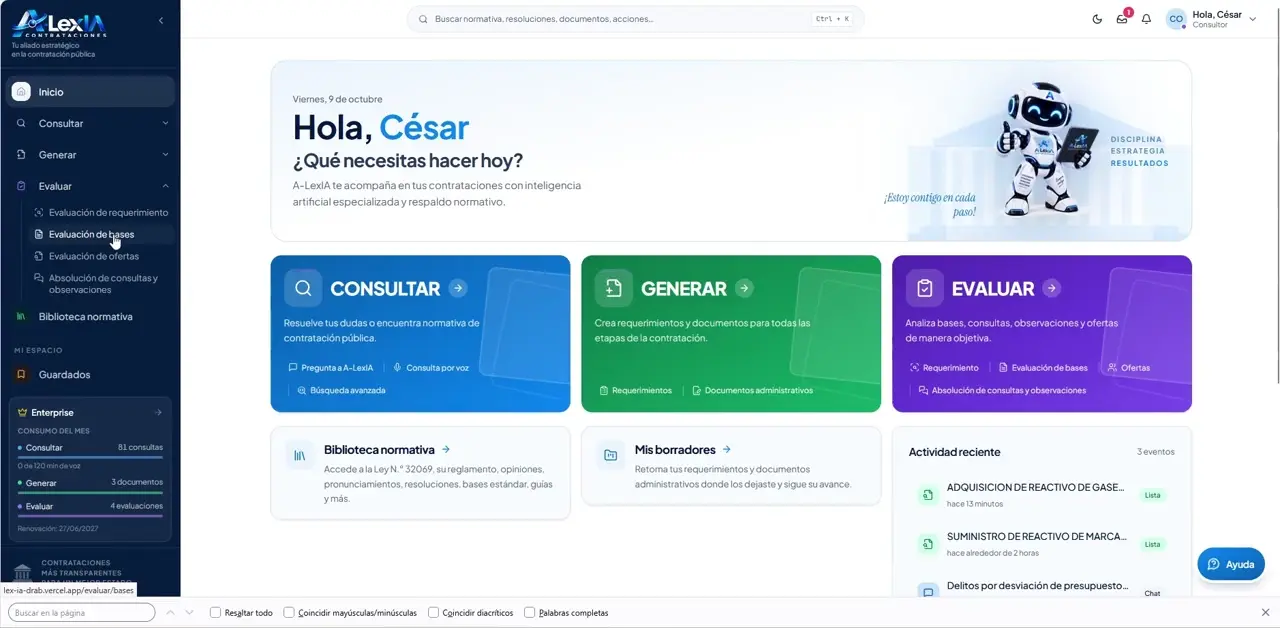 A-LexIA
CONTRATACIONES
Tu aliado estratégico
en la contratación pública
Inicio
Consultar
Generar
Evaluar
Evaluación de requerimiento
Evaluación de bases
Evaluación de ofertas
Absolución de consultas y
observaciones
Biblioteca normativa
MI ESPACIO
Guardados
Enterprise
CONSUMO DEL MES
Consultar 81 consultas
0 de 120 min de voz
Generar 3 documentos
Evaluar 4 evaluaciones
Renovación: 27/06/2027
CONTRATACIONES
MÁS TRANSPARENTES
lex-ia-drab.vercel.app/evaluar/bases
Buscar normativa, resoluciones, documentos, acciones...
Ctrl + K
1
CO
Hola, César
Consultor
Viernes, 9 de octubre
Hola, César
¿Qué necesitas hacer hoy?
A-LexIA te acompaña en tus contrataciones con inteligencia
artificial especializada y respaldo normativo.
¡Estoy contigo en cada
paso!
DISCIPLINA
ESTRATEGIA
RESULTADOS
CONSULTAR
Resuelve tus dudas o encuentra normativa de
contratación pública.
Pregunta a A-LexIA
Consulta por voz
Búsqueda avanzada
GENERAR
Crea requerimientos y documentos para todas las
etapas de la contratación.
Requerimientos
Documentos administrativos
EVALUAR
Analiza bases, consultas, observaciones y ofertas
de manera objetiva.
Requerimiento
Evaluación de bases
Ofertas
Absolución de consultas y observaciones
Biblioteca normativa
Accede a la Ley N.° 32069, su reglamento, opiniones,
pronunciamientos, resoluciones, bases estándar, guías
y más.
Mis borradores
Retoma tus requerimientos y documentos
administrativos donde los dejaste y sigue su avance.
Actividad reciente 3 eventos
ADQUISICION DE REACTIVO DE GASE...
hace 13 minutos
Lista
SUMINISTRO DE REACTIVO DE MARCA...
hace alrededor de 2 horas
Lista
Delitos por desviación de presupuesto...
Chat
Ayuda
Buscar en la página
Resaltar todo
Coincidir mayúsculas/minúsculas
Coincidir diacríticos
Palabras completas